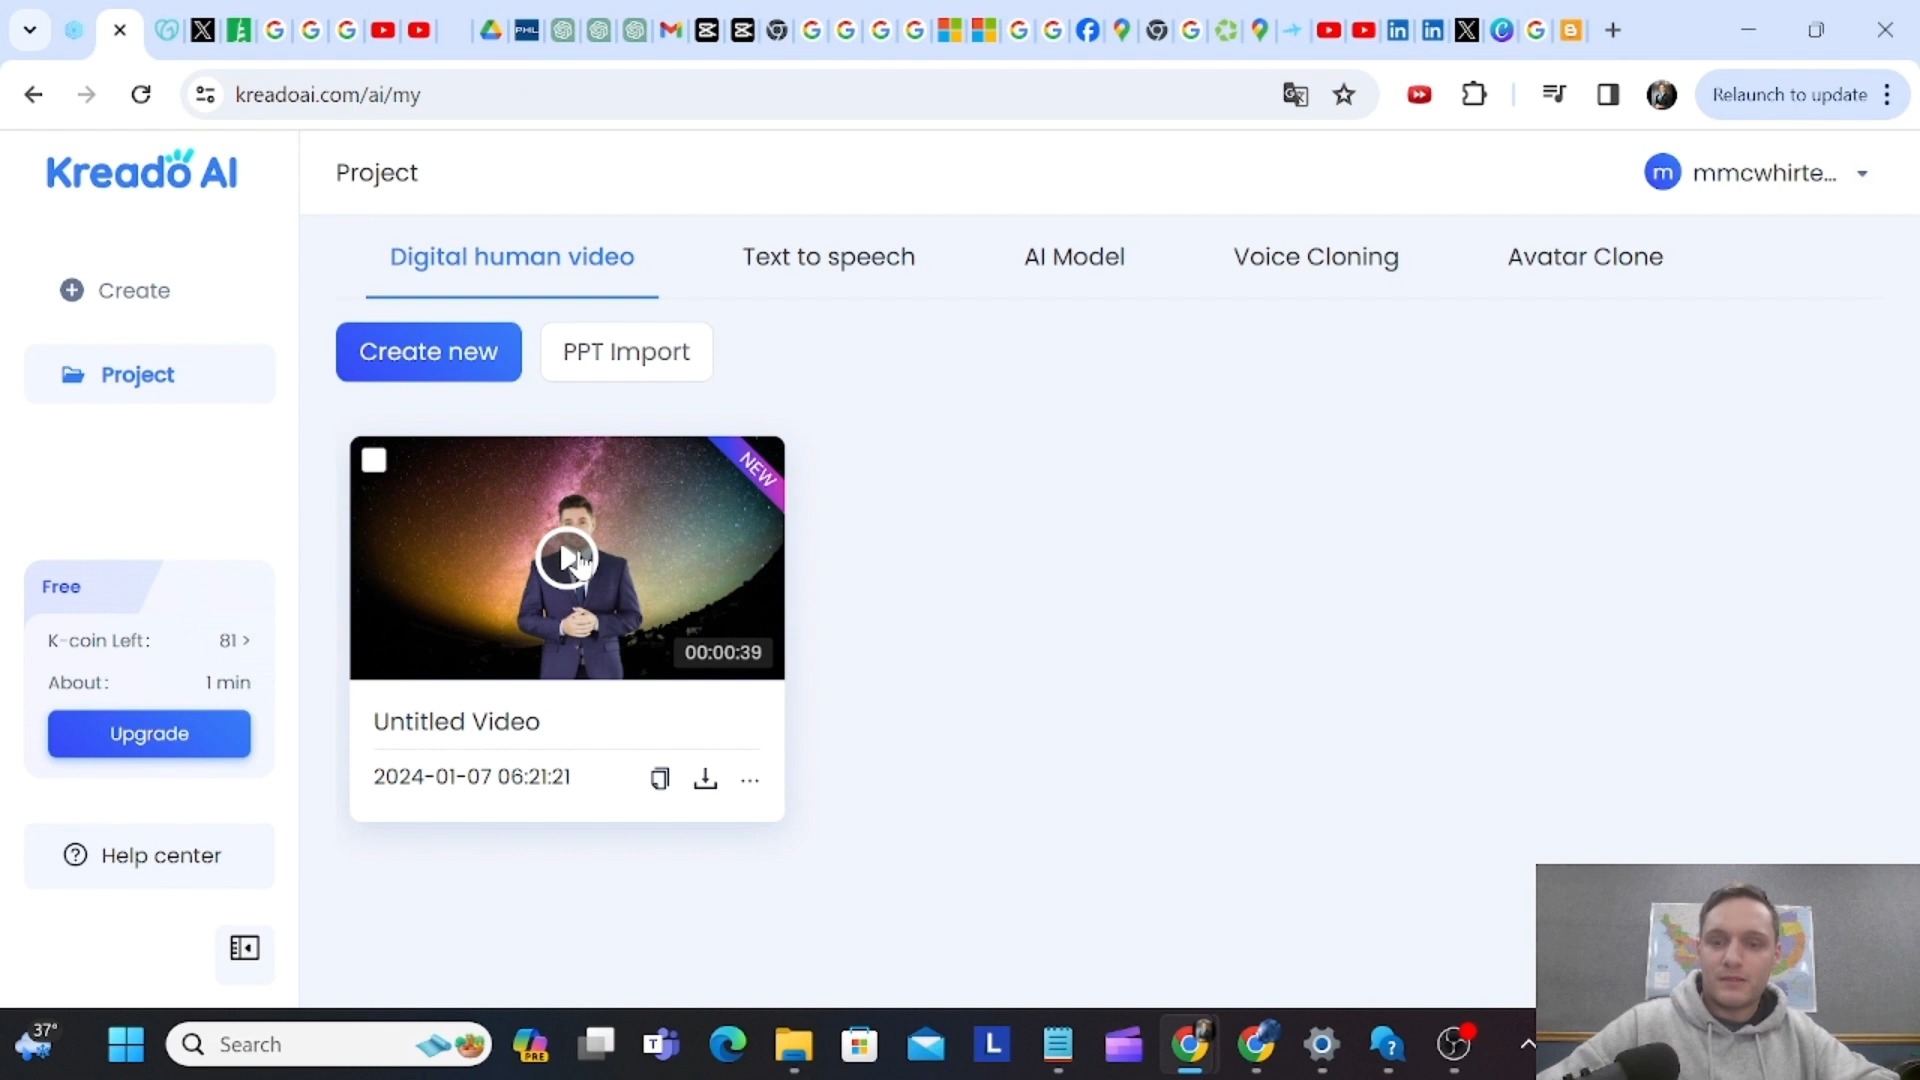 kreadoai.com/ai/my
Relaunch to update
Kreado AI
Project
m
mmcwhirte...
Create
Project
Digital human video
Text to speech
AI Model
Voice Cloning
Avatar Clone
Create new
PPT Import
NEW
00:00:39
Untitled Video
2024-01-07 06:21:21
Free
K-coin Left:
81 >
About:
1 min
Upgrade
Help center
37°
Search
PRE
L
PHL